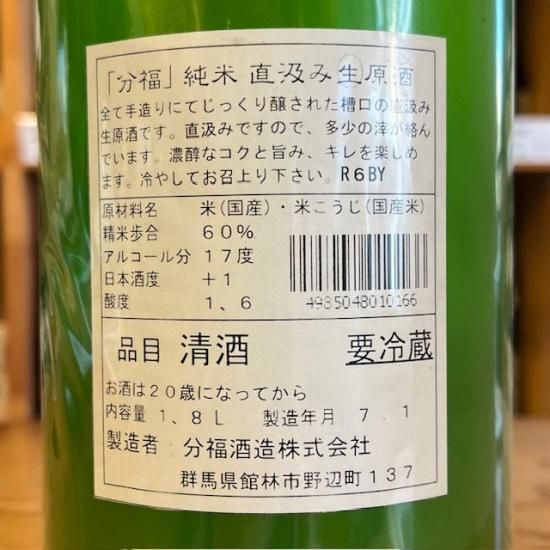 「分福」純米 直汲み生原酒
全て手造りにてじっくり醸された槽口の直汲み
生原酒です。直汲みですので、多少の滓が絡ん
でいます。濃醇なコクと旨み、キレを楽しめ
ます。冷やしてお召上り下さい。R6BY
原材料名 米(国産)・米こうじ(国産米)
精米歩合 60%
アルコール分 17度
日本酒度 +1
酸度 1、6
4985048010166
品目 清酒 要冷蔵
お酒は20歳になってから
内容量 1、8L 製造年月 7．1
製造者 分福酒造株式会社
群馬県館林市野辺町137